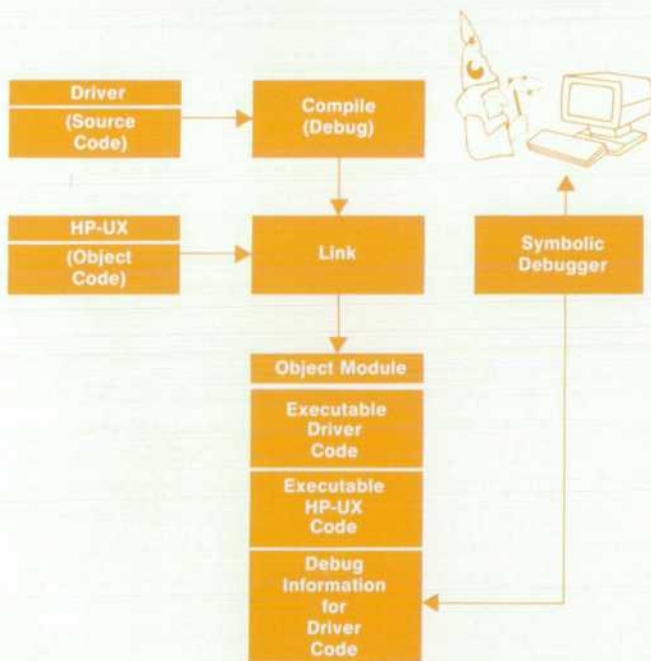 Driver
(Source
Code)
Compile
(Debug)
HP-UX
(Object
Code)
Link
Symbolic
Debugger
Object Module
Executable
Driver
Code
Executable
HP-UX
Code
Debug
Information
for
Driver
Code